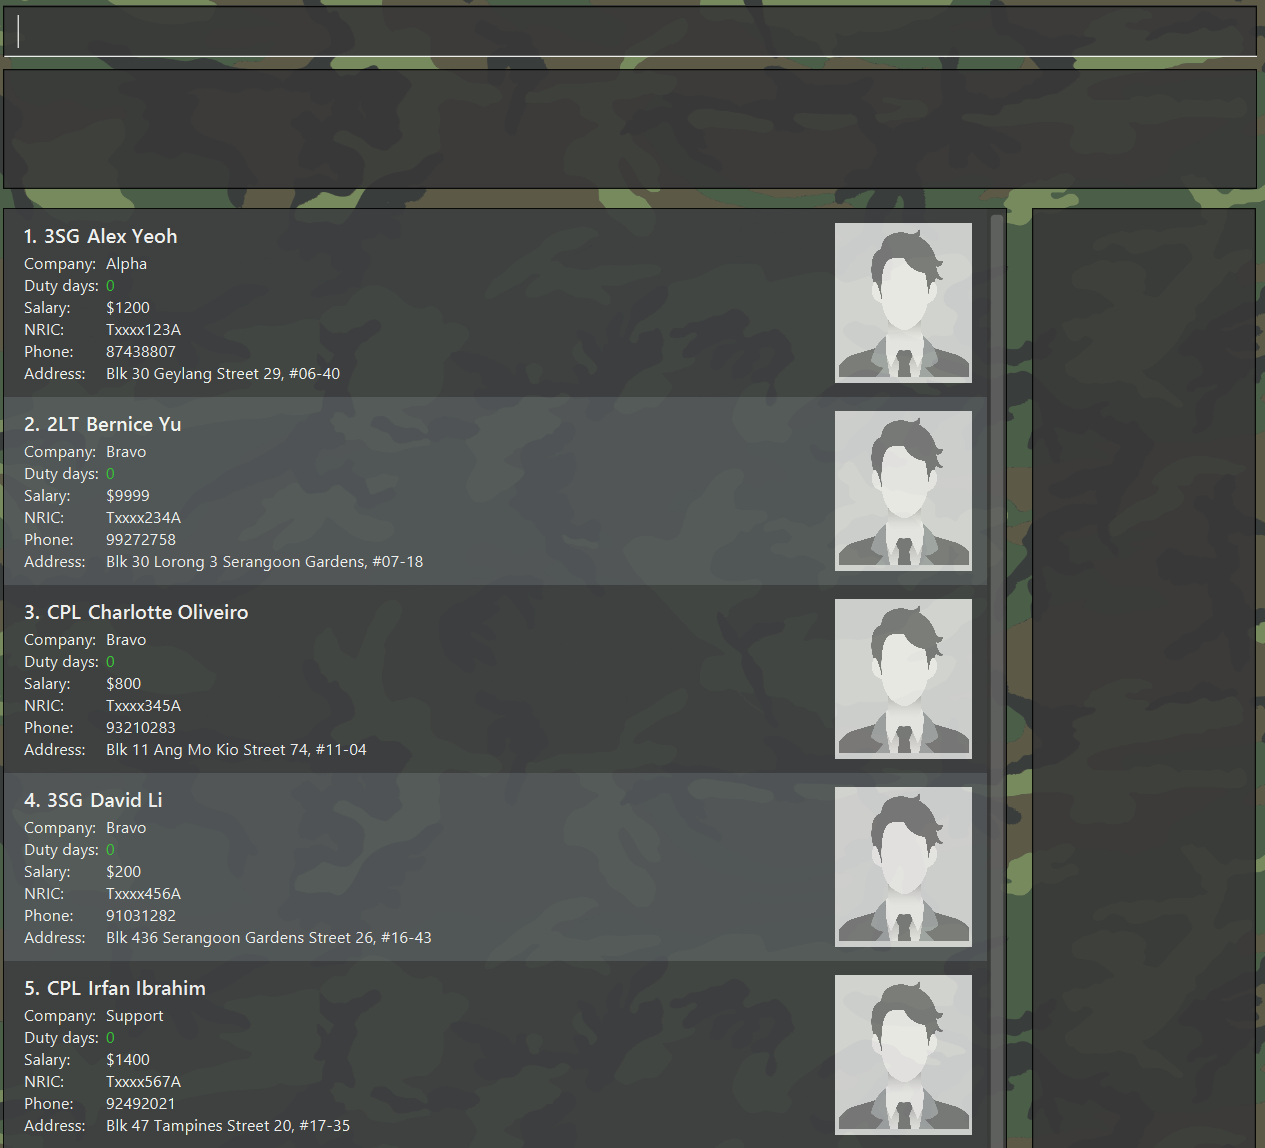 1. 3SG Alex Yeoh
Company: Alpha
Duty days: 0
Salary: $1200
NRIC: Txxxx123A
Phone: 87438807
Address: Blk 30 Geylang Street 29, #06-40
2. 2LT Bernice Yu
Company: Bravo
Duty days: 0
Salary: $9999
NRIC: Txxxx234A
Phone: 99272758
Address: Blk 30 Lorong 3 Serangoon Gardens, #07-18
3. CPL Charlotte Oliveiro
Company: Bravo
Duty days: 0
Salary: $800
NRIC: Txxxx345A
Phone: 93210283
Address: Blk 11 Ang Mo Kio Street 74, #11-04
4. 3SG David Li
Company: Bravo
Duty days: 0
Salary: $200
NRIC: Txxxx456A
Phone: 91031282
Address: Blk 436 Serangoon Gardens Street 26, #16-43
5. CPL Irfan Ibrahim
Company: Support
Duty days: 0
Salary: $1400
NRIC: Txxxx567A
Phone: 92492021
Address: Blk 47 Tampines Street 20, #17-35